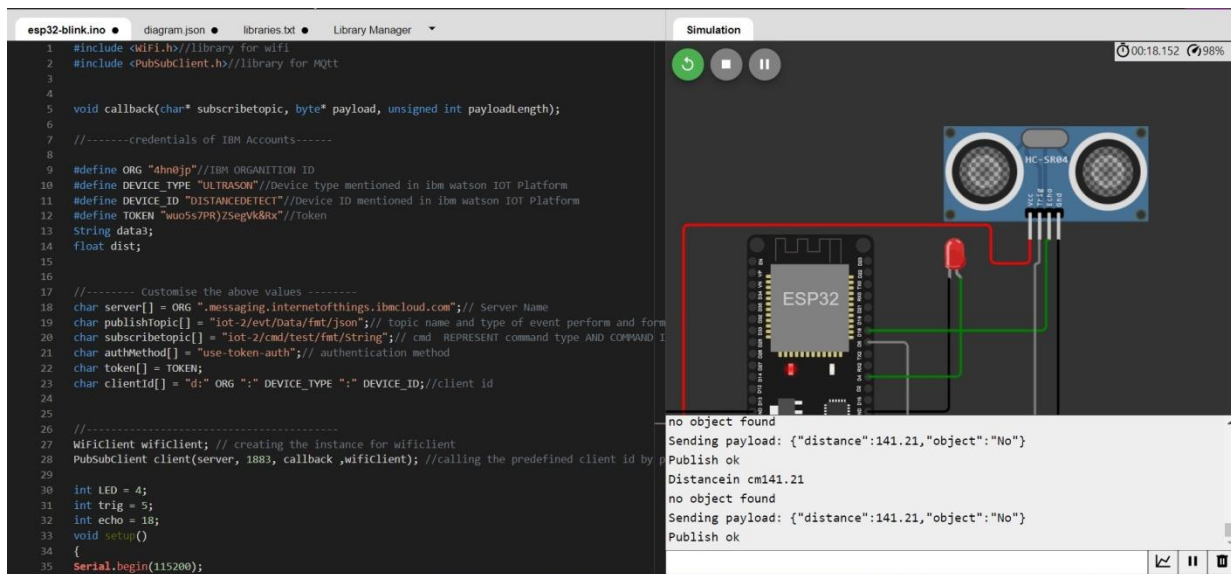 esp32-blink.ino ● diagram.json ● libraries.txt ● Library Manager
1 #include <WiFi.h>//library for wifi
2 #include <PubSubClient.h>//library for MQtt
3
4
5 void callback(char* subscribetopic, byte* payload, unsigned int payloadLength);
6
7 //-------credentials of IBM Accounts------
8
9 #define ORG "4hn0jp"//IBM ORGANITION ID
10 #define DEVICE_TYPE "ULTRASON"//Device type mentioned in ibm watson IOT Platform
11 #define DEVICE_ID "DISTANCEDETECT"//Device ID mentioned in ibm watson IOT Platform
12 #define TOKEN "wuo5s7PR)ZSegVk&Rx"//Token
13 String data3;
14 float dist;
15
16
17 //-------- Customise the above values --------
18 char server[] = ORG ".messaging.internetofthings.ibmcloud.com";// Server Name
19 char publishTopic[] = "iot-2/evt/Data/fmt/json";// topic name and type of event perform and form
20 char subscribetopic[] = "iot-2/cmd/test/fmt/String";// cmd REPRESENT command type AND COMMAND I
21 char authMethod[] = "use-token-auth";// authentication method
22 char token[] = TOKEN;
23 char clientId[] = "d:" ORG ":" DEVICE_TYPE ":" DEVICE_ID;//client id
24
25
26 //-----------------------------------------
27 WiFiClient wifiClient; // creating the instance for wificlient
28 PubSubClient client(server, 1883, callback ,wifiClient); //calling the predefined client id by p
29
30 int LED = 4;
31 int trig = 5;
32 int echo = 18;
33 void setup()
34 {
35 Serial.begin(115200);
Simulation
00:18.152 98%
HC-SR04
Vcc Trig Echo Gnd
ESP32
no object found
Sending payload: {"distance":141.21,"object":"No"}
Publish ok
Distancein cm141.21
no object found
Sending payload: {"distance":141.21,"object":"No"}
Publish ok